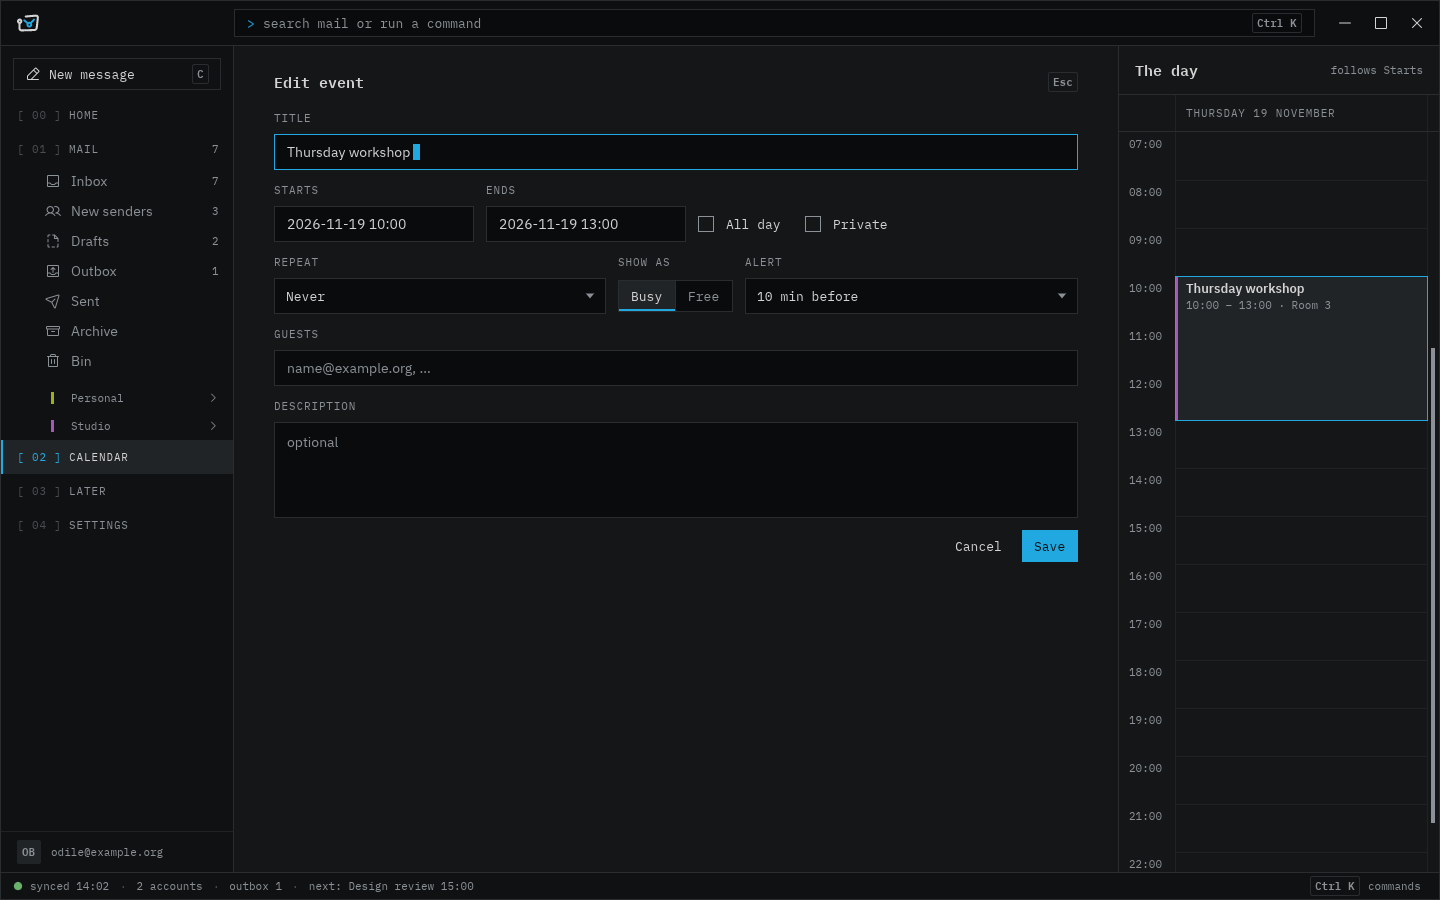 > search mail or run a command Ctrl K
New message C
[ 00 ] HOME
[ 01 ] MAIL 7
Inbox 7
New senders 3
Drafts 2
Outbox 1
Sent
Archive
Bin
Personal
Studio
[ 02 ] CALENDAR
[ 03 ] LATER
[ 04 ] SETTINGS
OB odile@example.org
Edit event Esc
TITLE
Thursday workshop
STARTS ENDS
2026-11-19 10:00 2026-11-19 13:00 All day Private
REPEAT SHOW AS ALERT
Never Busy Free 10 min before
GUESTS
name@example.org, ...
DESCRIPTION
optional
Cancel Save
The day follows Starts
THURSDAY 19 NOVEMBER
07:00
08:00
09:00
10:00 Thursday workshop
10:00 – 13:00 · Room 3
11:00
12:00
13:00
14:00
15:00
16:00
17:00
18:00
19:00
20:00
21:00
22:00
synced 14:02 · 2 accounts · outbox 1 · next: Design review 15:00 Ctrl K commands